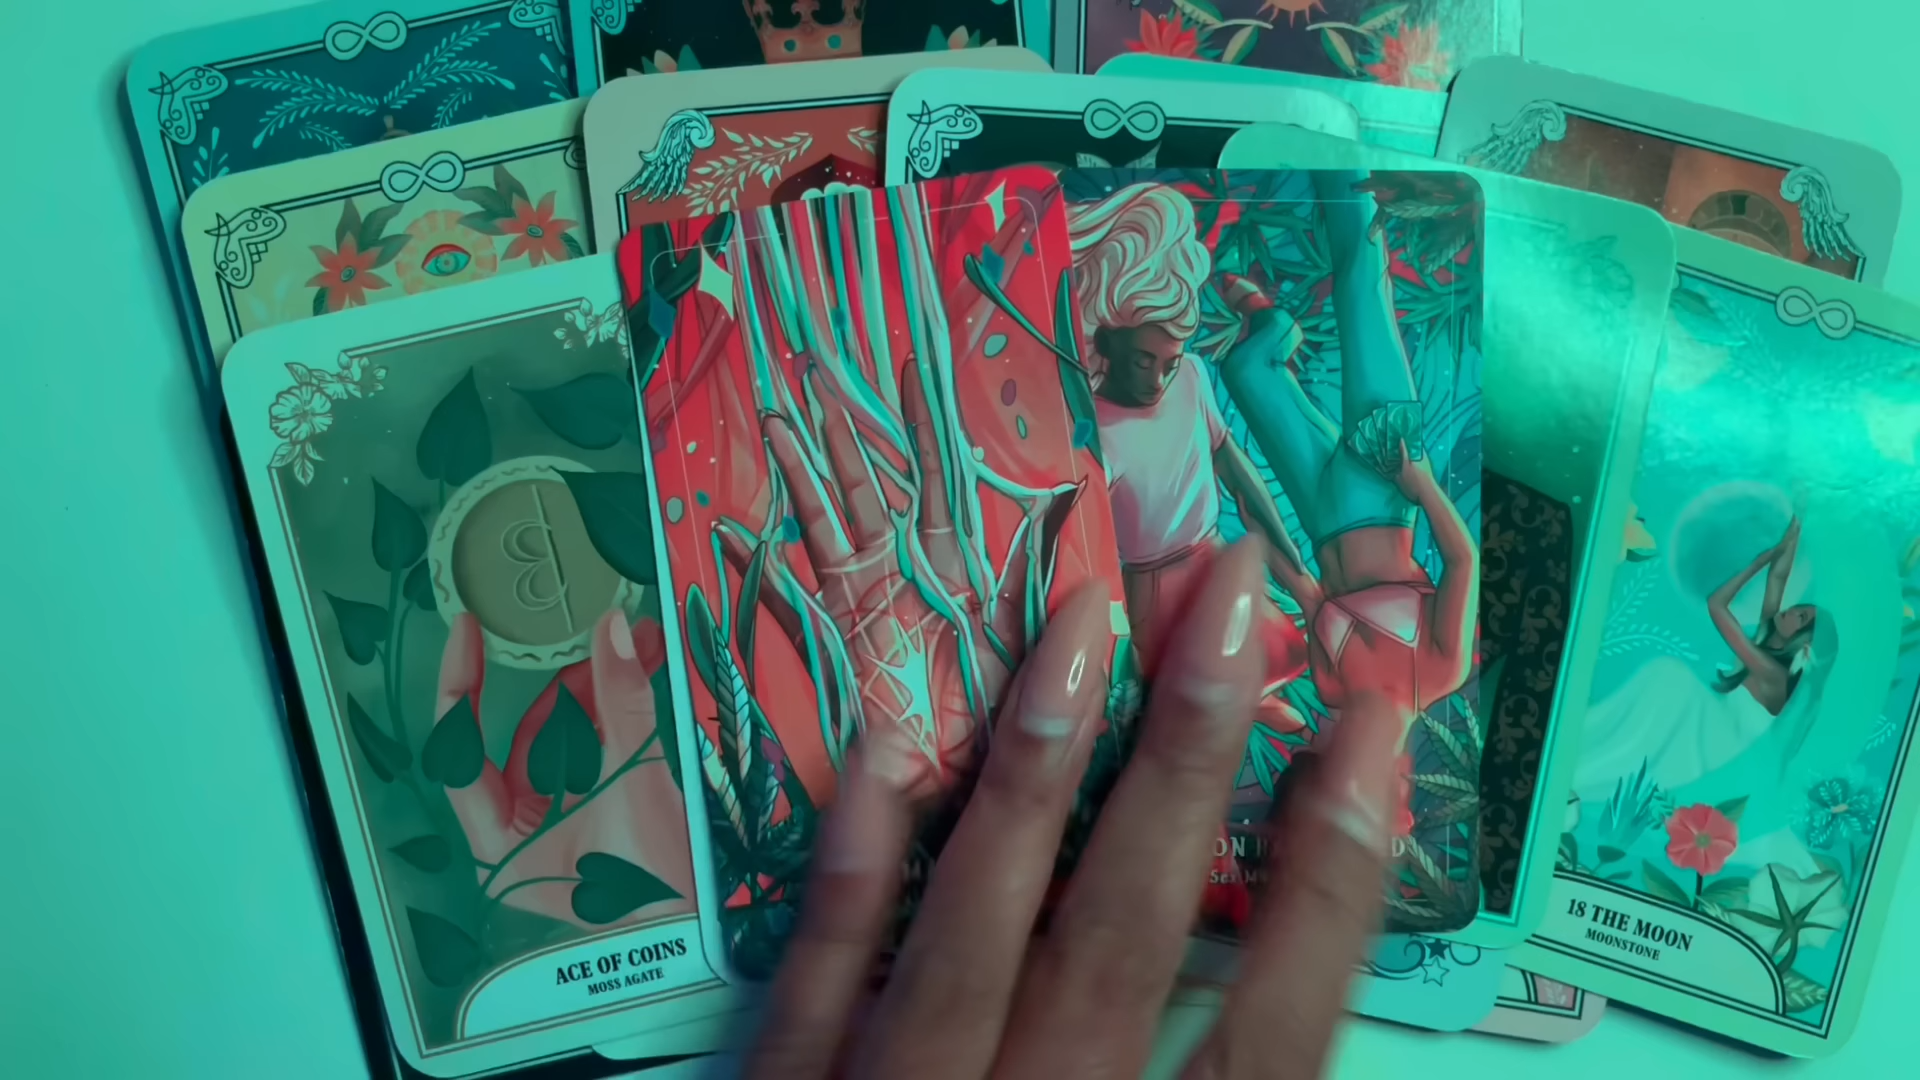 ACE OF COINS
MOSS AGATE
18 THE MOON
MOONSTONE